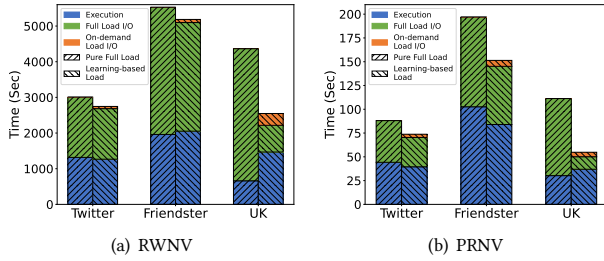 Execution
Full Load I/O
On-demand
Load I/O
Pure Full Load
Learning-based
Load
Time (Sec)
5000
4000
3000
2000
1000
0
Twitter
Friendster
UK
(a) RWNV
Execution
Full Load I/O
On-demand
Load I/O
Pure Full Load
Learning-based
Load
Time (Sec)
200
175
150
125
100
75
50
25
0
Twitter
Friendster
UK
(b) PRNV